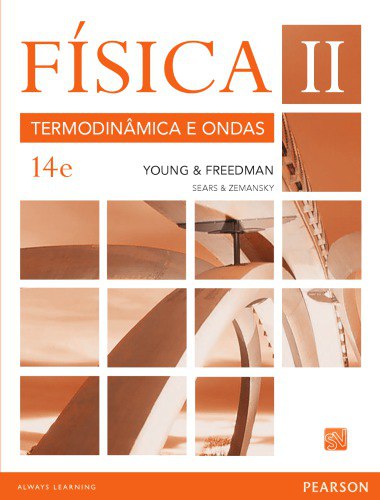 FÍSICA II
TERMODINÂMICA E ONDAS
14e
YOUNG & FREEDMAN
SEARS & ZEMANSKY
SV
ALWAYS LEARNING
PEARSON